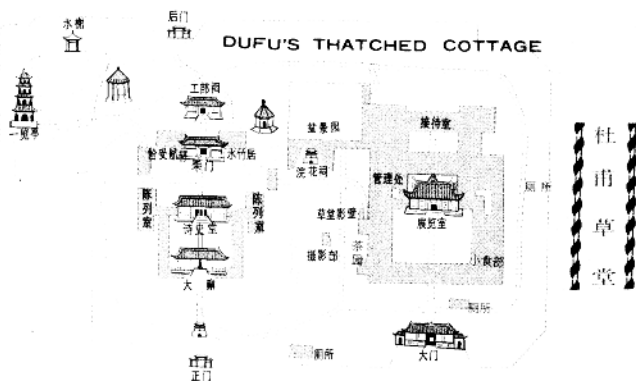 水槛
后门
DUFU'S THATCHED COTTAGE
工部祠
一览亭
盆景园
接待室
恰受航轩
水竹居
柴门
浣花祠
管理处
杜甫草堂
陈列室
陈列室
厕所
诗史堂
草堂影壁
展览室
摄影部
茶园
小食部
大廨
厕所
厕所
大门
正门